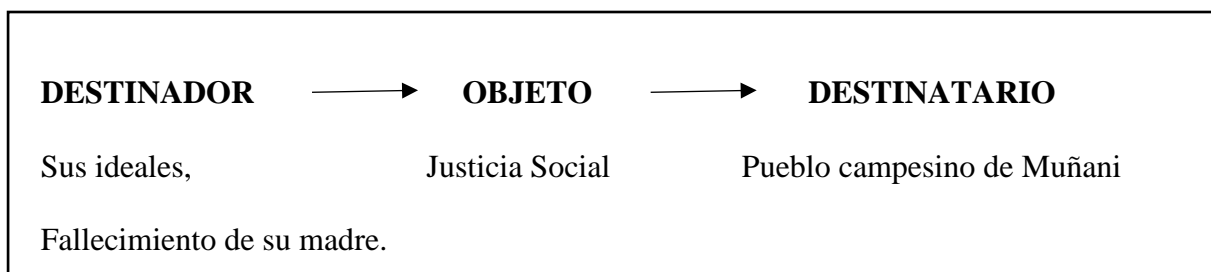 DESTINADOR OBJETO DESTINATARIO
Sus ideales, Justicia Social Pueblo campesino de Muñani
Fallecimiento de su madre.